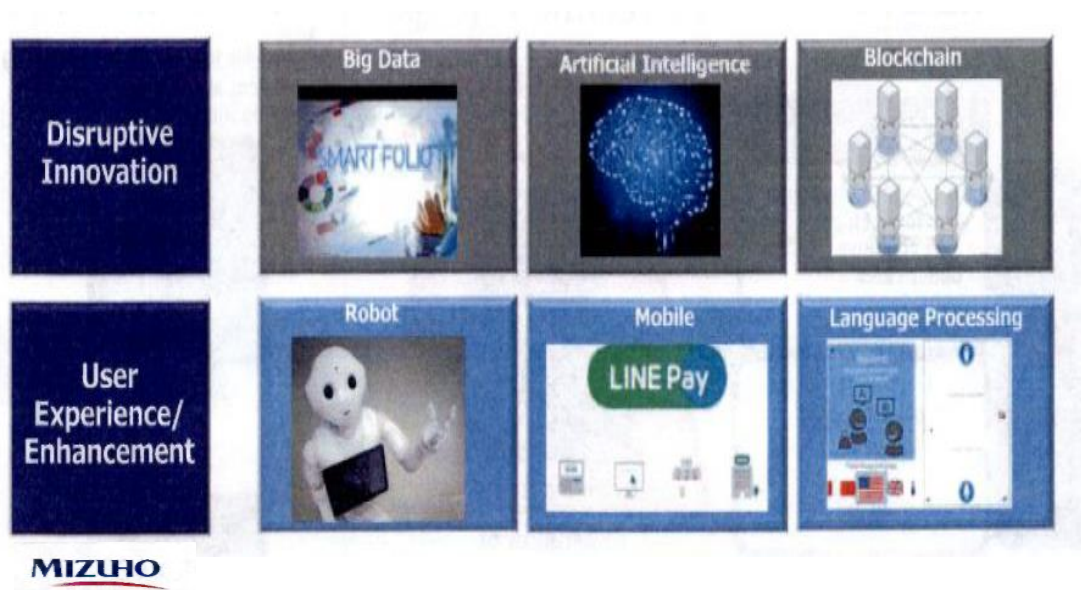 Disruptive
Innovation
Big Data
SMART FOLIO
Artificial Intelligence
Blockchain
User
Experience/
Enhancement
Robot
Mobile
LINE Pay
Language Processing
A
MIZUHO